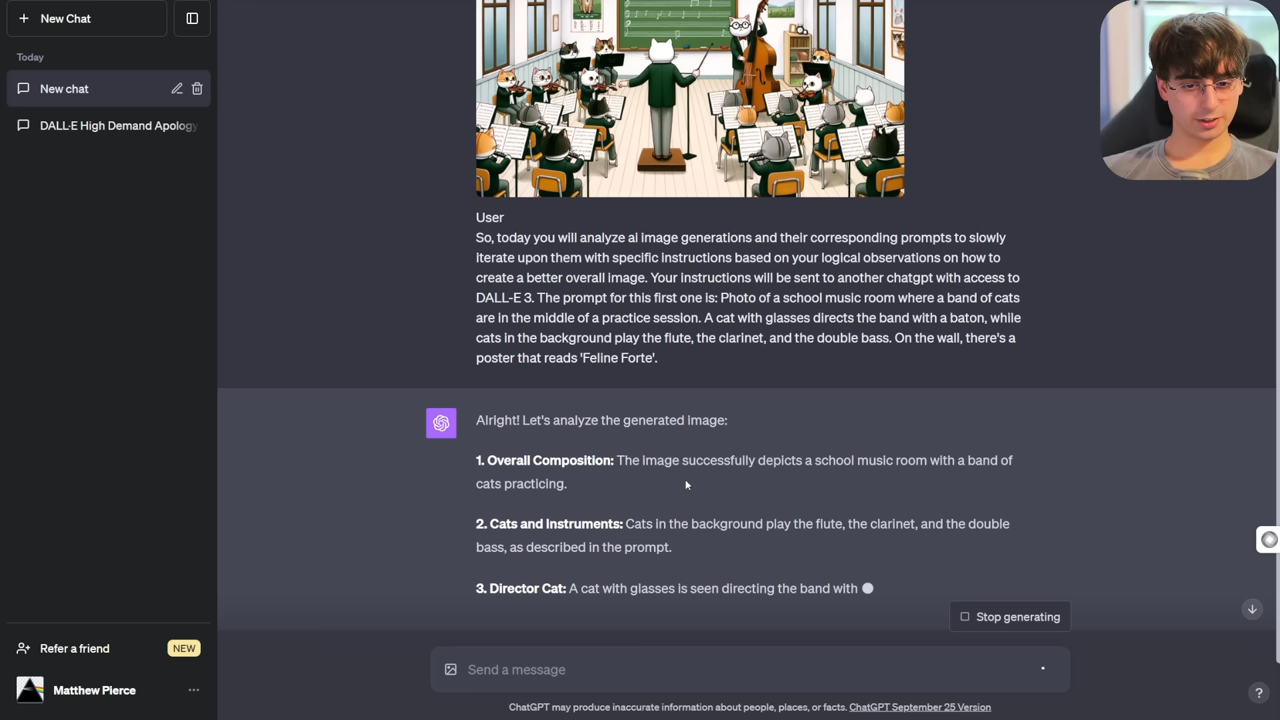 New Chat
Today
New chat
DALL-E High Demand Apology
User
So, today you will analyze ai image generations and their corresponding prompts to slowly
iterate upon them with specific instructions based on your logical observations on how to
create a better overall image. Your instructions will be sent to another chatgpt with access to
DALL-E 3. The prompt for this first one is: Photo of a school music room where a band of cats
are in the middle of a practice session. A cat with glasses directs the band with a baton, while
cats in the background play the flute, the clarinet, and the double bass. On the wall, there's a
poster that reads 'Feline Forte'.
Alright! Let's analyze the generated image:
1. Overall Composition: The image successfully depicts a school music room with a band of
cats practicing.
2. Cats and Instruments: Cats in the background play the flute, the clarinet, and the double
bass, as described in the prompt.
3. Director Cat: A cat with glasses is seen directing the band with
Stop generating
Refer a friend
NEW
Send a message
Matthew Pierce
ChatGPT may produce inaccurate information about people, places, or facts. ChatGPT September 25 Version
?